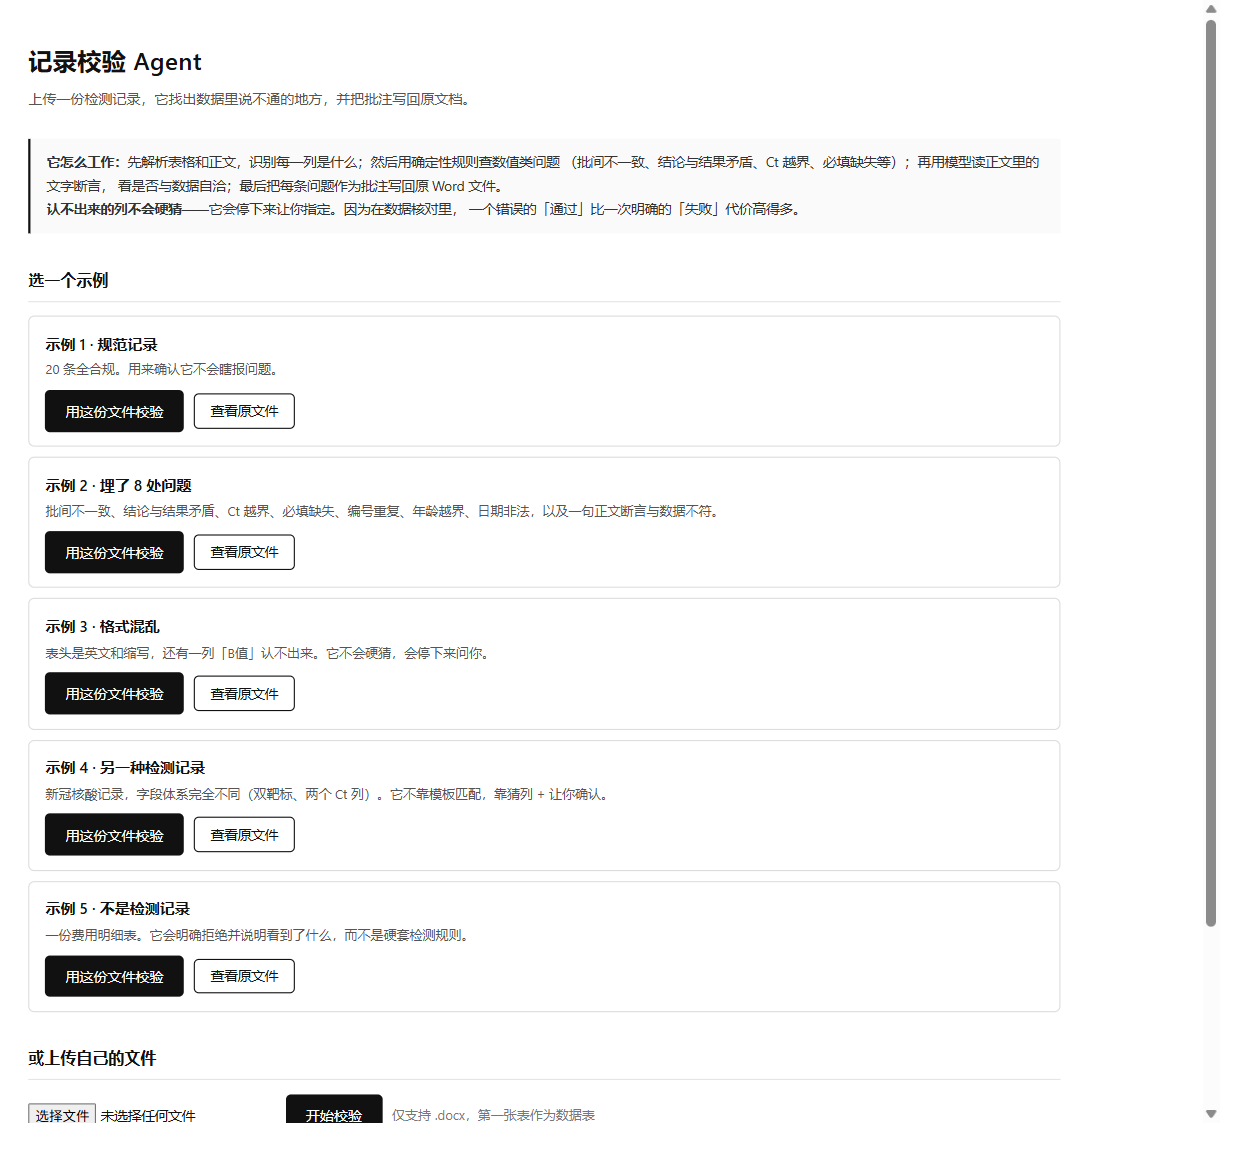 记录校验 Agent
上传一份检测记录，它找出数据里说不通的地方，并把批注写回原文档。
它怎么工作：先解析表格和正文，识别每一列是什么；然后用确定性规则查数值类问题 （批间不一致、结论与结果矛盾、Ct 越界、必填缺失等）；再用模型读正文里的
文字断言， 看是否与数据自洽；最后把每条问题作为批注写回原 Word 文件。
认不出来的列不会硬猜——它会停下来让你指定。因为在数据核对里， 一个错误的「通过」比一次明确的「失败」代价高得多。
选一个示例
示例 1 · 规范记录
20 条全合规。用来确认它不会瞎报问题。
用这份文件校验 查看原文件
示例 2 · 埋了 8 处问题
批间不一致、结论与结果矛盾、Ct 越界、必填缺失、编号重复、年龄越界、日期非法，以及一句正文断言与数据不符。
用这份文件校验 查看原文件
示例 3 · 格式混乱
表头是英文和缩写，还有一列「B值」认不出来。它不会硬猜，会停下来问你。
用这份文件校验 查看原文件
示例 4 · 另一种检测记录
新冠核酸记录，字段体系完全不同（双靶标、两个 Ct 列）。它不靠模板匹配，靠猜列 + 让你确认。
用这份文件校验 查看原文件
示例 5 · 不是检测记录
一份费用明细表。它会明确拒绝并说明看到了什么，而不是硬套检测规则。
用这份文件校验 查看原文件
或上传自己的文件
选择文件 未选择任何文件 开始校验 仅支持 .docx，第一张表作为数据表